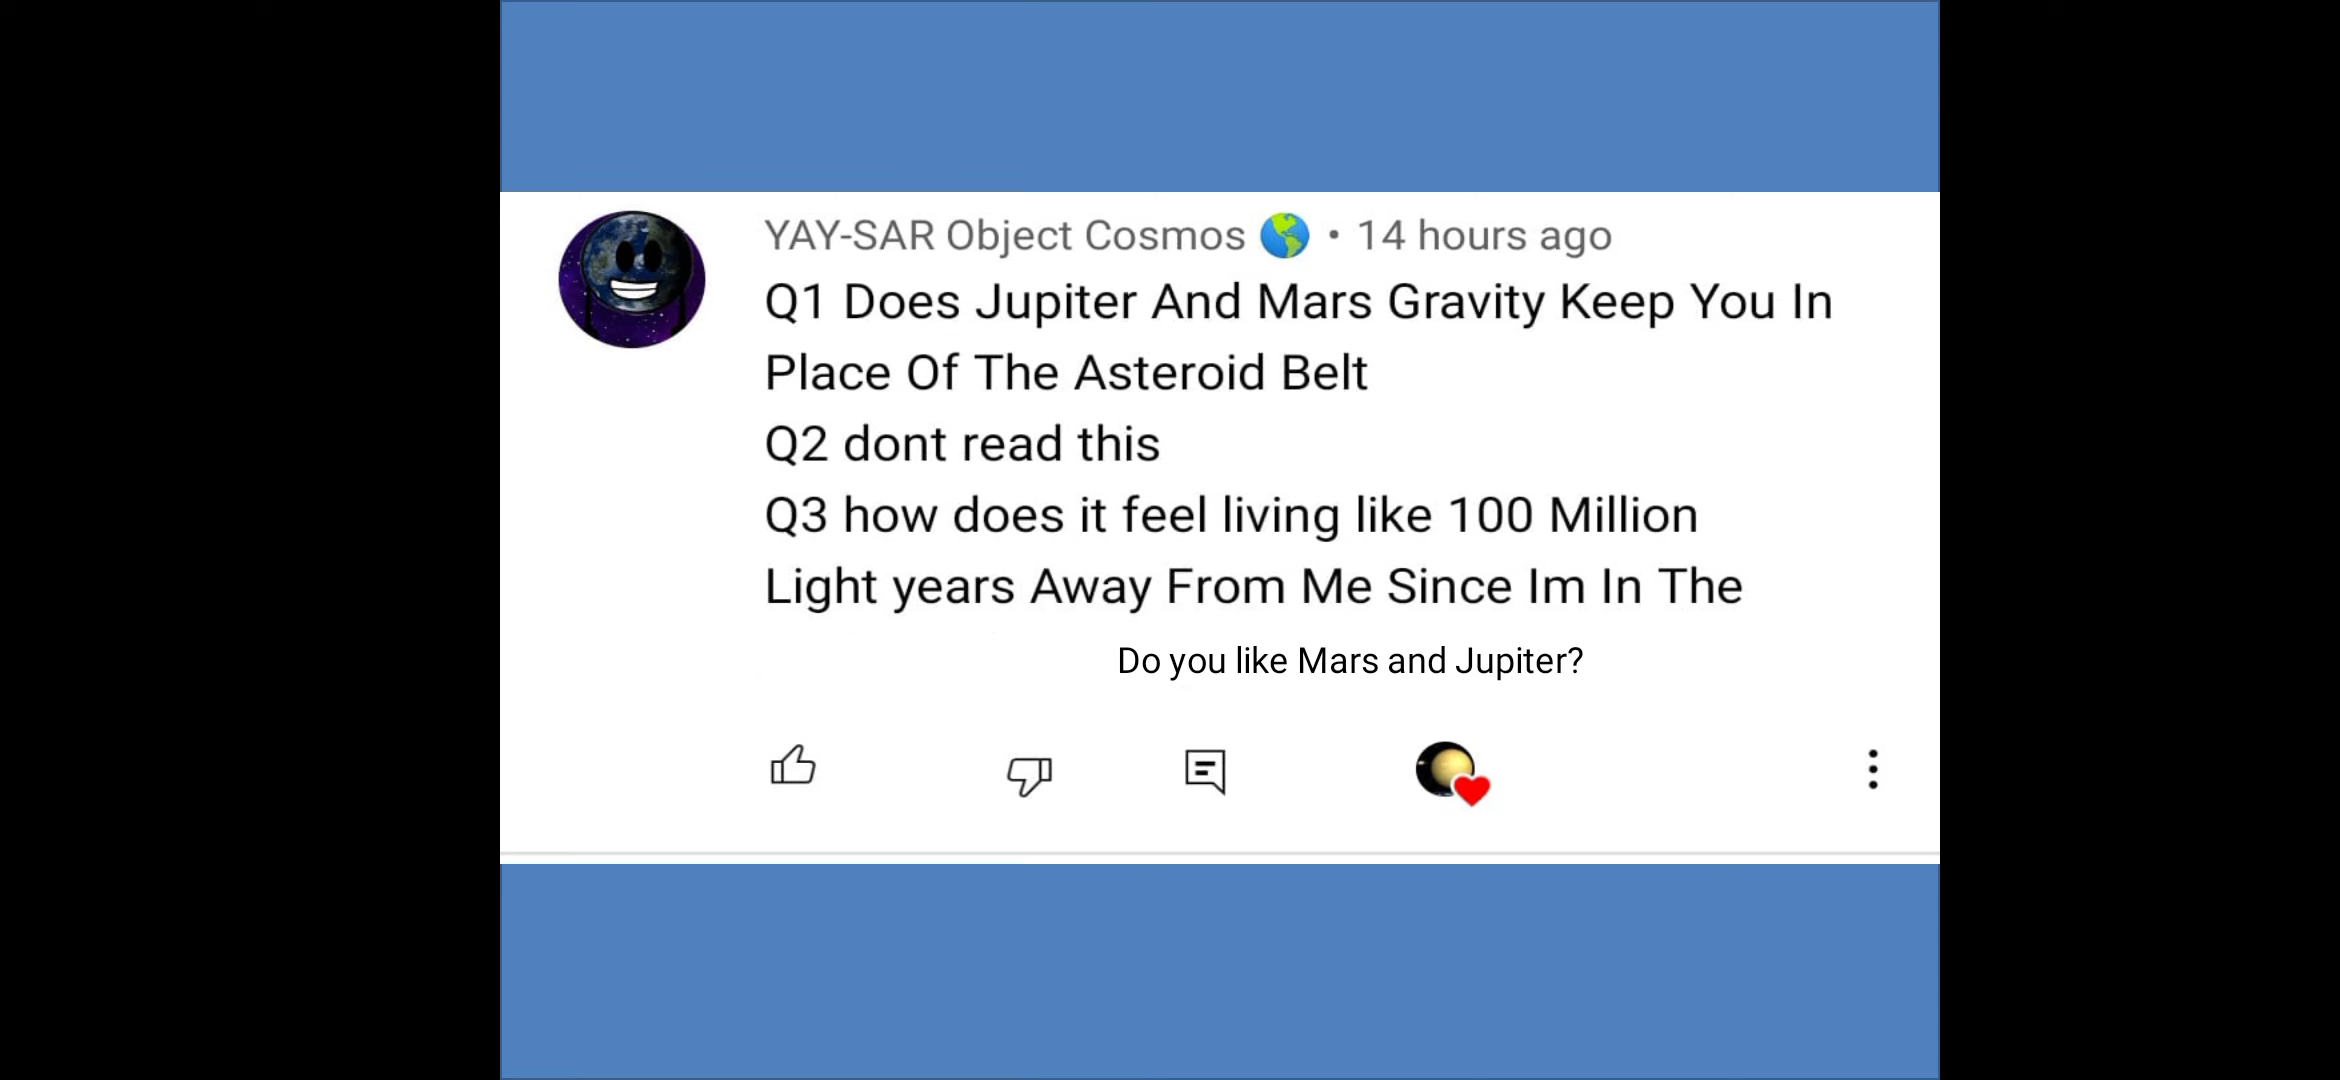 YAY-SAR Object Cosmos 🌎 • 14 hours ago
Q1 Does Jupiter And Mars Gravity Keep You In
Place Of The Asteroid Belt
Q2 dont read this
Q3 how does it feel living like 100 Million
Light years Away From Me Since Im In The
Do you like Mars and Jupiter?